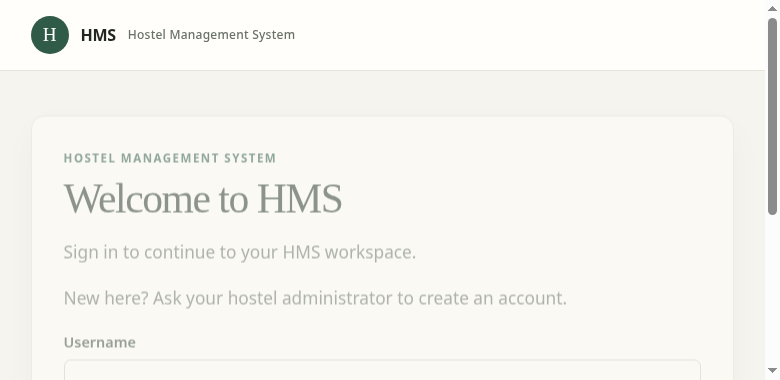 H HMS Hostel Management System
HOSTEL MANAGEMENT SYSTEM
Welcome to HMS
Sign in to continue to your HMS workspace.
New here? Ask your hostel administrator to create an account.
Username